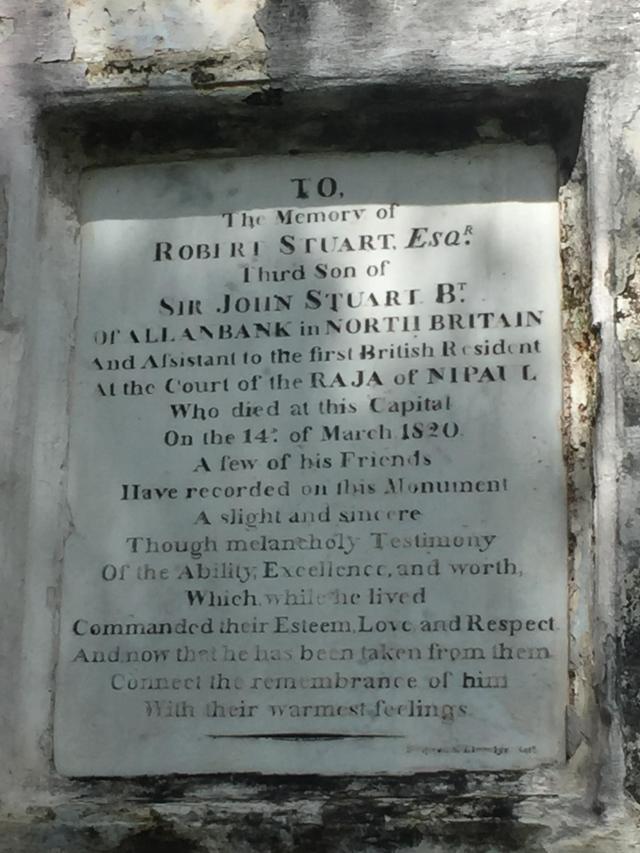 TO,
The Memory of
ROBERT STUART, Esqr.
Third Son of
SIR JOHN STUART Bt.
Of ALLANBANK in NORTH BRITAIN
And Aſsistant to the first British Resident
At the Court of the RAJA of NIPAUL
Who died at this Capital
On the 14th. of March 1820.
A few of his Friends
Have recorded on this Monument
A slight and sincere
Though melancholy Testimony
Of the Ability, Excellence, and worth,
Which, while he lived
Commanded their Esteem, Love and Respect
And now that he has been taken from them
Connect the remembrance of him
With their warmest feelings.